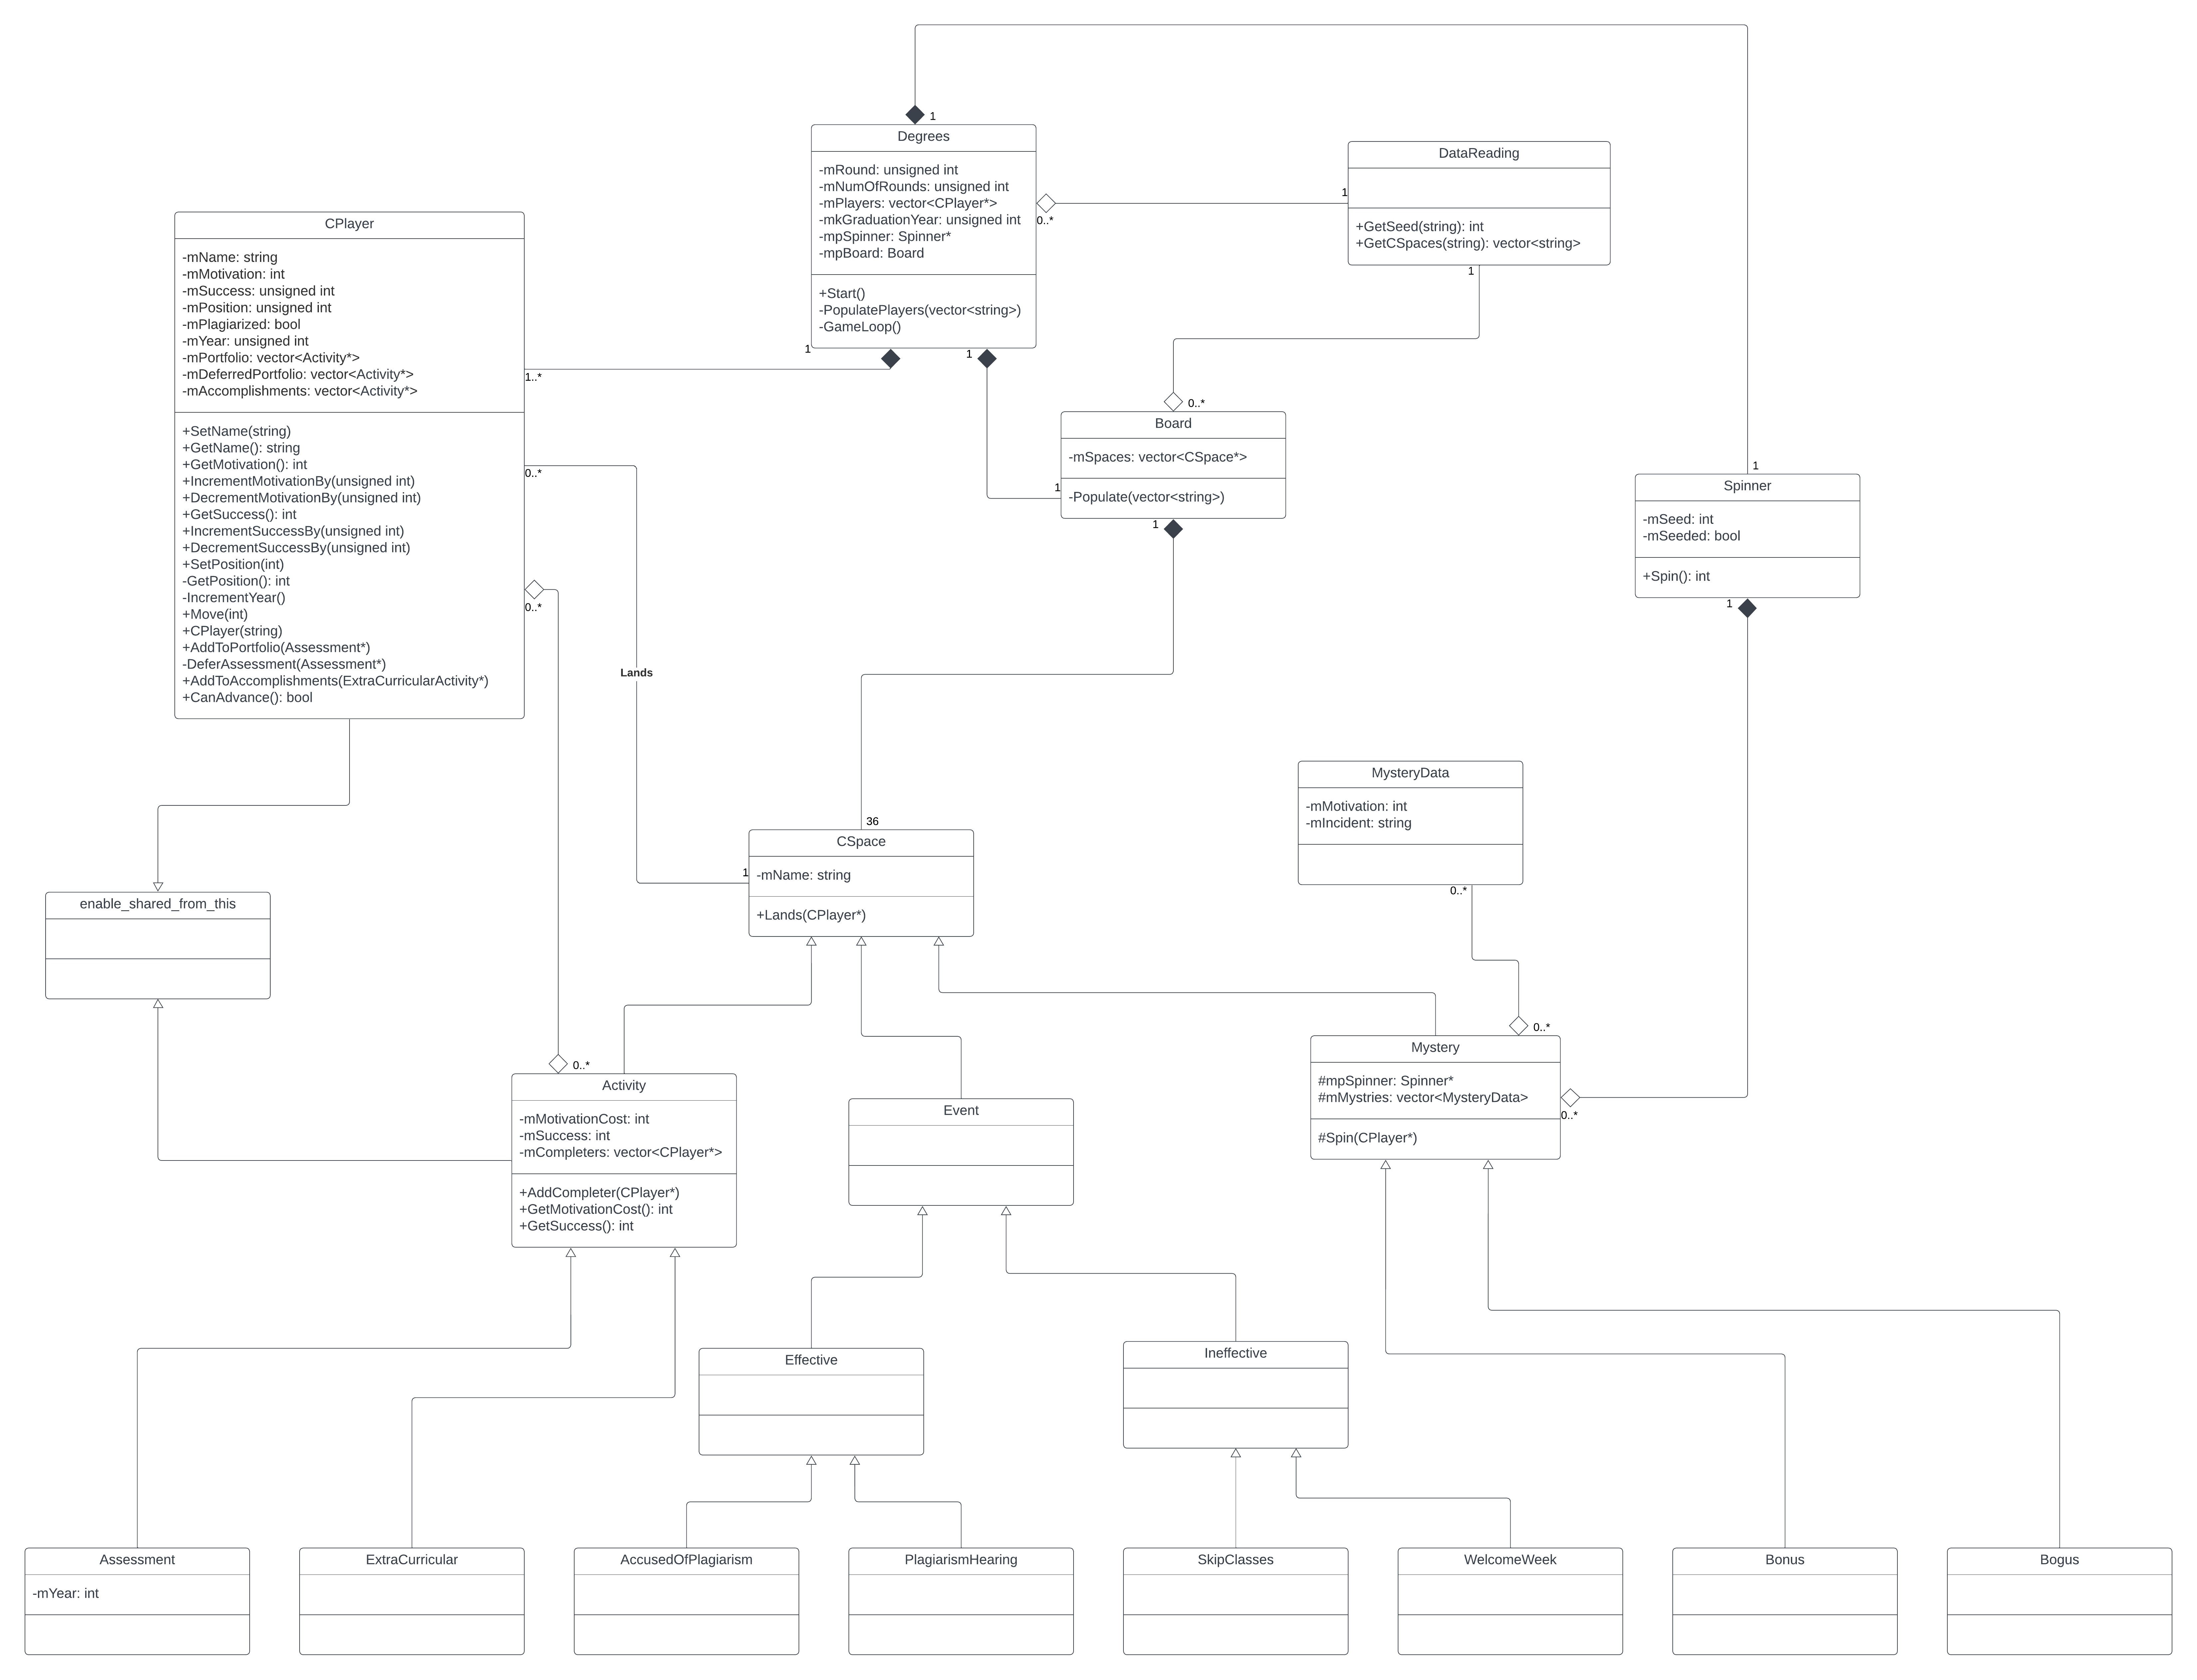 1
Degrees
-mRound: unsigned int
-mNumOfRounds: unsigned int
-mPlayers: vector<CPlayer*>
-mkGraduationYear: unsigned int
-mpSpinner: Spinner*
-mpBoard: Board
+Start()
-PopulatePlayers(vector<string>)
-GameLoop()
0..*
1
DataReading
+GetSeed(string): int
+GetCSpaces(string): vector<string>
1
CPlayer
-mName: string
-mMotivation: int
-mSuccess: unsigned int
-mPosition: unsigned int
-mPlagiarized: bool
-mYear: unsigned int
-mPortfolio: vector<Activity*>
-mDeferredPortfolio: vector<Activity*>
-mAccomplishments: vector<Activity*>
+SetName(string)
+GetName(): string
+GetMotivation(): int
+IncrementMotivationBy(unsigned int)
+DecrementMotivationBy(unsigned int)
+GetSuccess(): int
+IncrementSuccessBy(unsigned int)
+DecrementSuccessBy(unsigned int)
+SetPosition(int)
-GetPosition(): int
-IncrementYear()
+Move(int)
+CPlayer(string)
+AddToPortfolio(Assessment*)
-DeferAssessment(Assessment*)
+AddToAccomplishments(ExtraCurricularActivity*)
+CanAdvance(): bool
1
1..*
1
0..*
0..*
0..*
Board
-mSpaces: vector<CSpace*>
-Populate(vector<string>)
1
1
1
Spinner
-mSeed: int
-mSeeded: bool
+Spin(): int
1
Lands
MysteryData
-mMotivation: int
-mIncident: string
0..*
36
CSpace
-mName: string
+Lands(CPlayer*)
1
enable_shared_from_this
0..*
Mystery
#mpSpinner: Spinner*
#mMystries: vector<MysteryData>
#Spin(CPlayer*)
0..*
0..*
Activity
-mMotivationCost: int
-mSuccess: int
-mCompleters: vector<CPlayer*>
+AddCompleter(CPlayer*)
+GetMotivationCost(): int
+GetSuccess(): int
Event
Effective
Ineffective
Assessment
-mYear: int
ExtraCurricular
AccusedOfPlagiarism
PlagiarismHearing
SkipClasses
WelcomeWeek
Bonus
Bogus